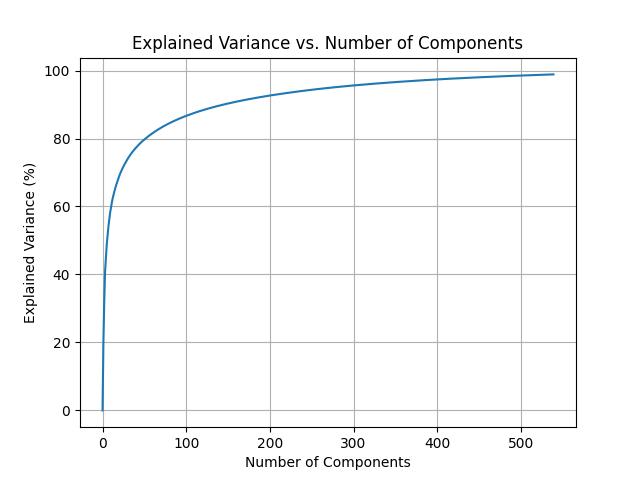 Explained Variance vs. Number of Components
100
80
60
40
20
0
Explained Variance (%)
0 100 200 300 400 500
Number of Components